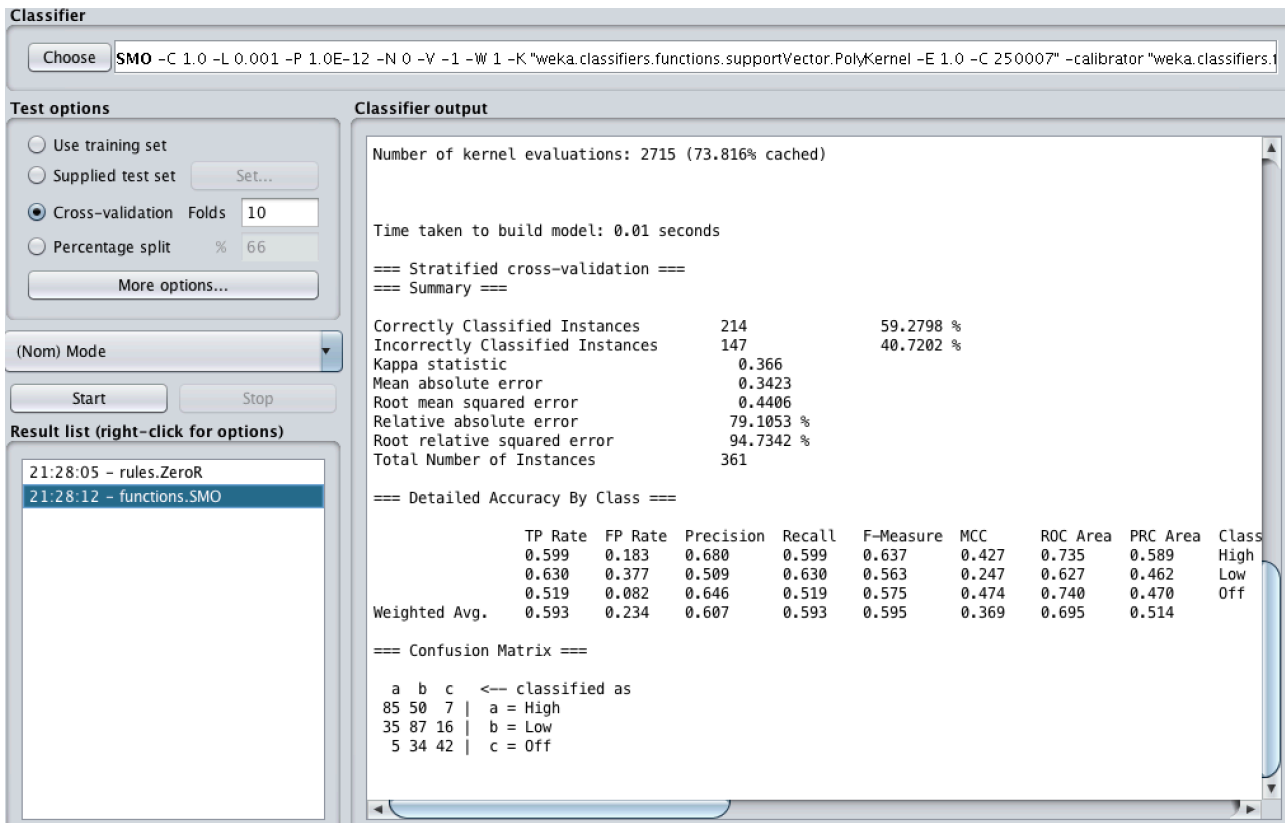 Classifier
Choose SMO -C 1.0 -L 0.001 -P 1.0E-12 -N 0 -V -1 -W 1 -K "weka.classifiers.functions.supportVector.PolyKernel -E 1.0 -C 250007" -calibrator "weka.classifiers.
Test options
Use training set
Supplied test set Set...
Cross-validation Folds 10
Percentage split % 66
More options...
(Nom) Mode
Start Stop
Result list (right-click for options)
21:28:05 - rules.ZeroR
21:28:12 - functions.SMO
Classifier output
Number of kernel evaluations: 2715 (73.816% cached)
Time taken to build model: 0.01 seconds
=== Stratified cross-validation ===
=== Summary ===
Correctly Classified Instances 214 59.2798 %
Incorrectly Classified Instances 147 40.7202 %
Kappa statistic 0.366
Mean absolute error 0.3423
Root mean squared error 0.4406
Relative absolute error 79.1053 %
Root relative squared error 94.7342 %
Total Number of Instances 361
=== Detailed Accuracy By Class ===
TP Rate FP Rate Precision Recall F-Measure MCC ROC Area PRC Area Class
0.599 0.183 0.680 0.599 0.637 0.427 0.735 0.589 High
0.630 0.377 0.509 0.630 0.563 0.247 0.627 0.462 Low
0.519 0.082 0.646 0.519 0.575 0.474 0.740 0.470 Off
Weighted Avg. 0.593 0.234 0.607 0.593 0.595 0.369 0.695 0.514
=== Confusion Matrix ===
a b c <-- classified as
85 50 7 | a = High
35 87 16 | b = Low
5 34 42 | c = Off